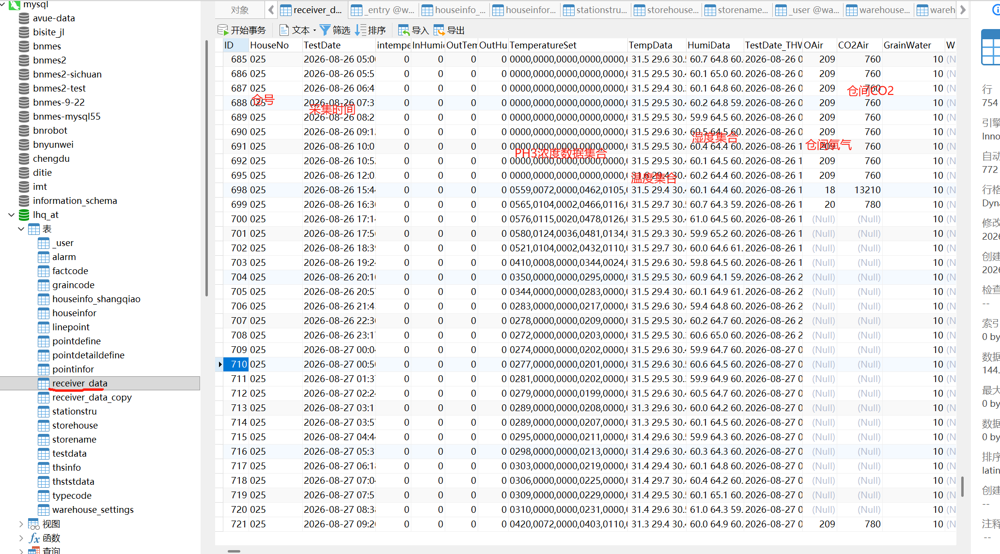 mysql
avue-data
bisite_jl
bnmes
bnmes2
bnmes2-sichuan
bnmes2-test
bnmes-9-22
bnmes-mysql55
bnrobot
bnyunwei
chengdu
ditie
imt
information_schema
lhq_at
表
_user
alarm
factcode
graincode
houseinfo_shangqiao
houseinfor
linepoint
pointdefine
pointdetaildefine
pointinfor
receiver_data
receiver_data_copy
stationstru
storehouse
storename
testdata
thsinfo
thststdata
typecode
warehouse_settings
视图
函数
查询
对象 receiver_d... _entry @w... houseinfo_... houseinfor... stationstru... storehouse... storename... _user @wa... warehouse... wareh
开始事务 文本 筛选 排序 导入 导出
ID HouseNo TestDate intempe InHumi OutTem OutHu TemperatureSet TempData HumiData TestDate_THW OAir CO2Air GrainWater W
685 025 2026-08-26 05:0 0 0 0 0 0000,0000,0000,0000,0000, 31.5 29.6 30. 60.7 64.8 60. 2026-08-26 0 209 760 10 (N
686 025 2026-08-26 05:5 0 0 0 0 0000,0000,0000,0000,0000, 31.5 29.5 30. 60.1 65.0 60. 2026-08-26 0 209 760 10 (N
687 025 2026-08-26 06:4 0 0 0 0 0000,0000,0000,0000,0000, 31.5 29.4 30. 60.1 64.8 60. 2026-08-26 0 209 760 10 (N
仓间CO2
688 025 2026-08-26 07:3 0 0 0 0 0000,0000,0000,0000,0000, 31.5 29.5 30. 60.2 64.8 59. 2026-08-26 0 209 760 10 (N
仓号
采集时间
689 025 2026-08-26 08:2 0 0 0 0 0000,0000,0000,0000,0000, 31.5 29.5 30. 59.9 64.5 60. 2026-08-26 0 209 760 10 (N
690 025 2026-08-26 09:1 0 0 0 0 0000,0000,0000,0000,0000, 31.5 29.6 30. 60.5 64.5 60. 2026-08-26 0 209 760 10 (N
湿度集合
691 025 2026-08-26 10:0 0 0 0 0 0000,0000,0000,0000,0000, 31.5 29.5 30. 60.4 64.4 60. 2026-08-26 1 209 760 10 (N
仓间氧气
PH3浓度数据集合
692 025 2026-08-26 10:5 0 0 0 0 0000,0000,0000,0000,0000, 31.5 29.5 30. 60.1 64.5 60. 2026-08-26 1 209 760 10 (N
695 025 2026-08-26 12:0 0 0 0 0 0000,0000,0000,0000,0000, 31.6 29.4 30. 60.2 64.4 60. 2026-08-26 1 209 760 10 (N
温度集合
698 025 2026-08-26 15:4 0 0 0 0 0559,0072,0000,0462,0105, 31.5 29.4 30. 60.1 64.4 60. 2026-08-26 1 18 13210 10 (N
699 025 2026-08-26 16:3 0 0 0 0 0565,0104,0002,0466,0116, 31.5 29.7 30. 60.7 64.3 59. 2026-08-26 1 20 780 10 (N
700 025 2026-08-26 17:1 0 0 0 0 0576,0115,0020,0478,0126, 31.5 29.5 30. 61.0 64.5 60. 2026-08-26 1 (Null) (Null) 10 (N
701 025 2026-08-26 17:5 0 0 0 0 0580,0124,0036,0481,0134, 31.5 29.3 30. 59.9 65.2 60. 2026-08-26 1 (Null) (Null) 10 (N
702 025 2026-08-26 18:3 0 0 0 0 0521,0104,0002,0432,0110, 31.5 29.7 30. 60.0 64.6 61. 2026-08-26 1 (Null) (Null) 10 (N
703 025 2026-08-26 19:2 0 0 0 0 0410,0008,0000,0344,0024, 31.5 29.6 30. 59.8 64.5 60. 2026-08-26 1 (Null) (Null) 10 (N
704 025 2026-08-26 20:1 0 0 0 0 0350,0000,0000,0295,0000, 31.5 29.5 30. 60.9 64.1 59. 2026-08-26 2 (Null) (Null) 10 (N
705 025 2026-08-26 20:5 0 0 0 0 0344,0000,0000,0283,0000, 31.5 29.4 30. 60.1 64.9 61. 2026-08-26 2 (Null) (Null) 10 (N
706 025 2026-08-26 21:4 0 0 0 0 0283,0000,0000,0217,0000, 31.5 29.6 30. 59.4 64.8 60. 2026-08-26 2 (Null) (Null) 10 (N
707 025 2026-08-26 22:3 0 0 0 0 0278,0000,0000,0209,0000, 31.5 29.5 30. 60.2 64.7 60. 2026-08-26 2 (Null) (Null) 10 (N
708 025 2026-08-26 23:1 0 0 0 0 0272,0000,0000,0203,0000, 31.5 29.5 30. 60.6 65.0 60. 2026-08-26 2 (Null) (Null) 10 (N
709 025 2026-08-27 00:0 0 0 0 0 0274,0000,0000,0202,0000, 31.5 29.6 30. 59.9 64.7 60. 2026-08-27 0 (Null) (Null) 10 (N
710 025 2026-08-27 00:5 0 0 0 0 0277,0000,0000,0201,0000, 31.5 29.6 30. 60.6 64.5 60. 2026-08-27 0 (Null) (Null) 10 (N
711 025 2026-08-27 01:3 0 0 0 0 0281,0000,0000,0202,0000, 31.5 29.5 30. 59.9 64.9 60. 2026-08-27 0 (Null) (Null) 10 (N
712 025 2026-08-27 02:2 0 0 0 0 0279,0000,0000,0199,0000, 31.5 29.6 30. 60.5 64.7 60. 2026-08-27 0 (Null) (Null) 10 (N
713 025 2026-08-27 03:1 0 0 0 0 0289,0000,0000,0208,0000, 31.3 29.6 30. 60.0 64.2 60. 2026-08-27 0 (Null) (Null) 10 (N
714 025 2026-08-27 03:5 0 0 0 0 0289,0000,0000,0207,0000, 31.3 29.5 30. 60.1 64.5 60. 2026-08-27 0 (Null) (Null) 10 (N
715 025 2026-08-27 04:4 0 0 0 0 0295,0000,0000,0211,0000, 31.4 29.6 30. 59.9 64.3 60. 2026-08-27 0 (Null) (Null) 10 (N
716 025 2026-08-27 05:3 0 0 0 0 0298,0000,0000,0213,0000, 31.4 29.6 30. 60.3 64.3 60. 2026-08-27 0 (Null) (Null) 10 (N
717 025 2026-08-27 06:1 0 0 0 0 0303,0000,0000,0219,0000, 31.4 29.4 30. 60.1 64.8 60. 2026-08-27 0 (Null) (Null) 10 (N
718 025 2026-08-27 07:0 0 0 0 0 0306,0000,0000,0225,0000, 31.4 29.7 30. 60.4 64.2 60. 2026-08-27 0 (Null) (Null) 10 (N
719 025 2026-08-27 07:5 0 0 0 0 0309,0000,0000,0229,0000, 31.4 29.5 30. 60.1 65.1 60. 2026-08-27 0 (Null) (Null) 10 (N
720 025 2026-08-27 08:3 0 0 0 0 0310,0000,0000,0231,0000, 31.4 29.6 30. 61.0 64.3 59. 2026-08-27 0 (Null) (Null) 10 (N
721 025 2026-08-27 09:2 0 0 0 0 0420,0072,0000,0403,0110, 31.3 29.4 30. 60.0 64.9 60. 2026-08-27 0 209 780 10 (N
行
754
引擎
Inno
自动
772
行格
Dyn
修改
2026
创建
2026
检查
--
索引
0 by
数据
144.
最大
0 by
数据
0 by
排序
latin
创建
--
注释
--